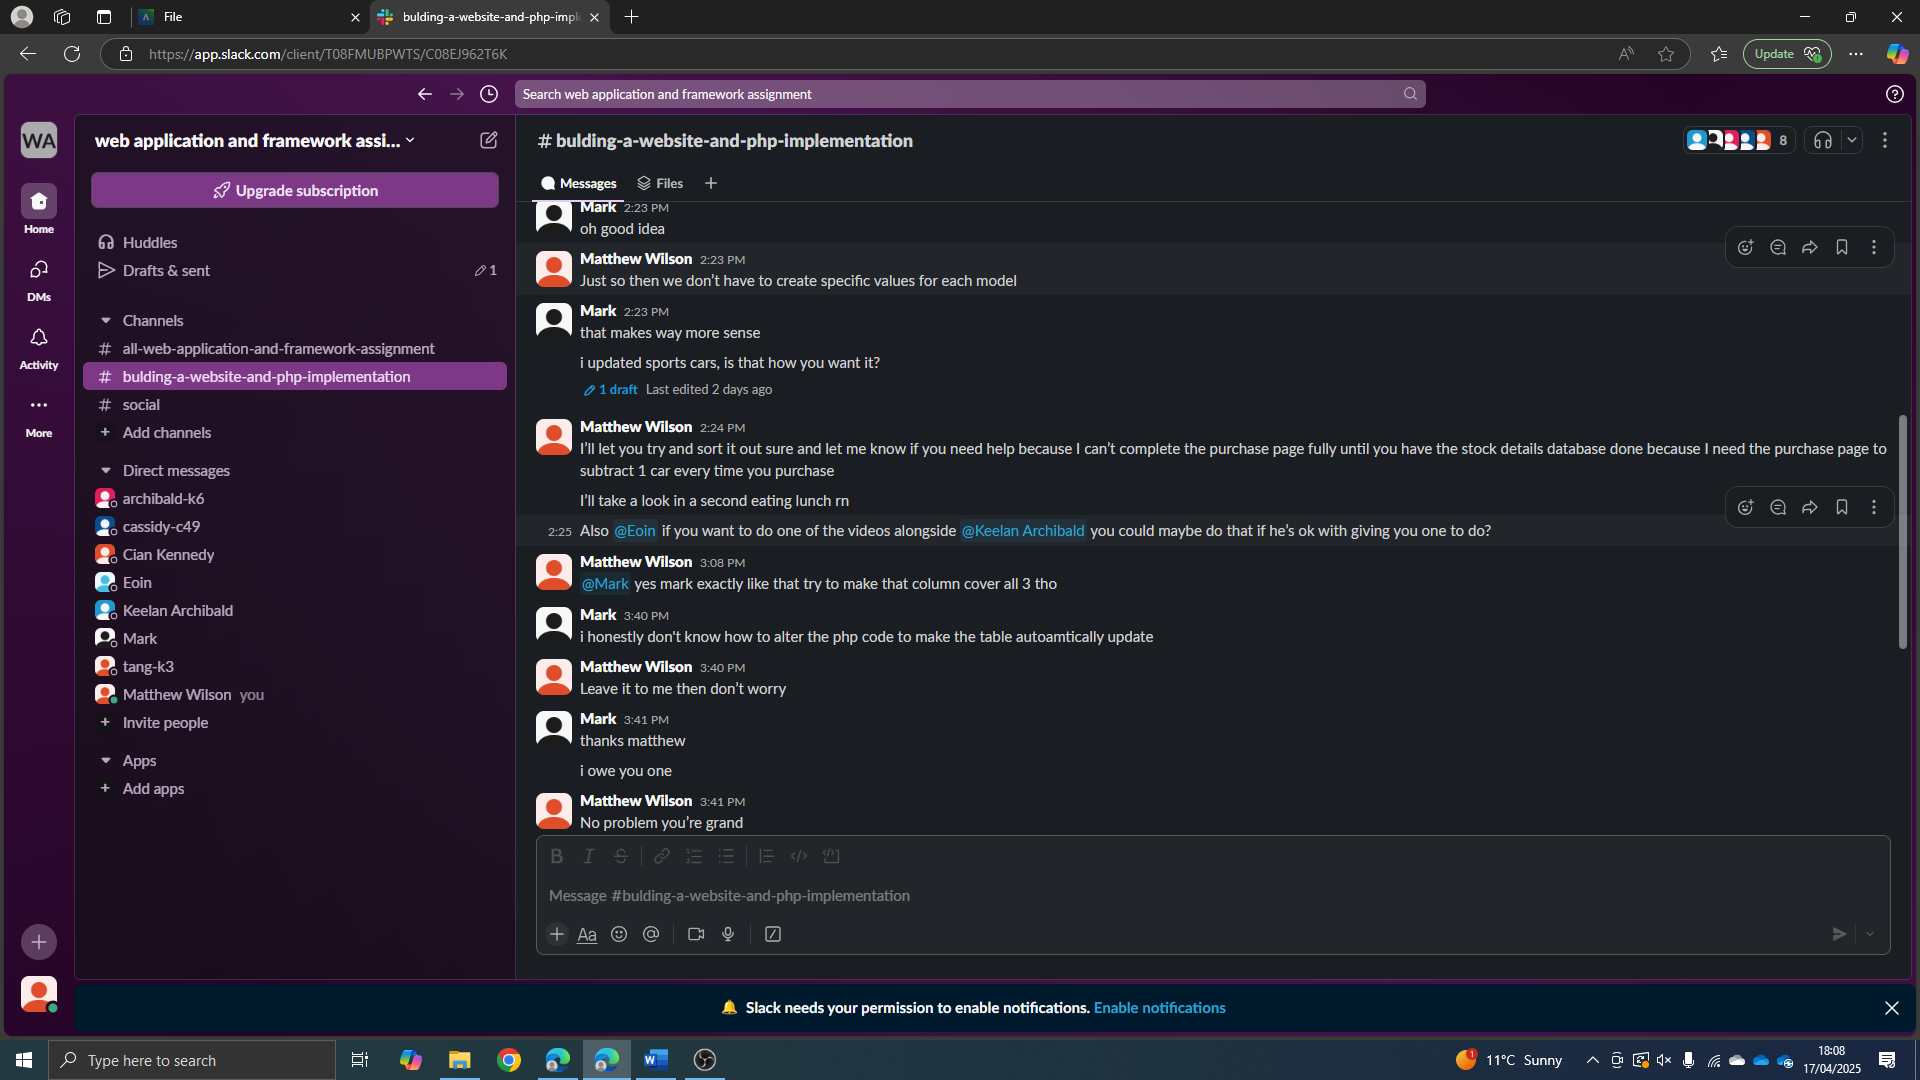 File
bulding-a-website-and-php-imple
https://app.slack.com/client/T08FMUBPWTS/C08EJ962T6K
Update
Search web application and framework assignment
WA
web application and framework assi...
Upgrade subscription
Home
DMs
Activity
More
Huddles
Drafts & sent
1
Channels
# all-web-application-and-framework-assignment
# bulding-a-website-and-php-implementation
# social
+ Add channels
Direct messages
archibald-k6
cassidy-c49
Cian Kennedy
Eoin
Keelan Archibald
Mark
tang-k3
Matthew Wilson you
+ Invite people
Apps
+ Add apps
# bulding-a-website-and-php-implementation
8
Messages
Files
Mark 2:23 PM
oh good idea
Matthew Wilson 2:23 PM
Just so then we don’t have to create specific values for each model
Mark 2:23 PM
that makes way more sense
i updated sports cars, is that how you want it?
1 draft Last edited 2 days ago
Matthew Wilson 2:24 PM
I’ll let you try and sort it out sure and let me know if you need help because I can’t complete the purchase page fully until you have the stock details database done because I need the purchase page to
subtract 1 car every time you purchase
I’ll take a look in a second eating lunch rn
2:25 Also @Eoin if you want to do one of the videos alongside @Keelan Archibald you could maybe do that if he’s ok with giving you one to do?
Matthew Wilson 3:08 PM
@Mark yes mark exactly like that try to make that column cover all 3 tho
Mark 3:40 PM
i honestly don't know how to alter the php code to make the table autoamtically update
Matthew Wilson 3:40 PM
Leave it to me then don’t worry
Mark 3:41 PM
thanks matthew
i owe you one
Matthew Wilson 3:41 PM
No problem you’re grand
Message #bulding-a-website-and-php-implementation
Aa
Slack needs your permission to enable notifications. Enable notifications
Type here to search
11°C Sunny
18:08
17/04/2025